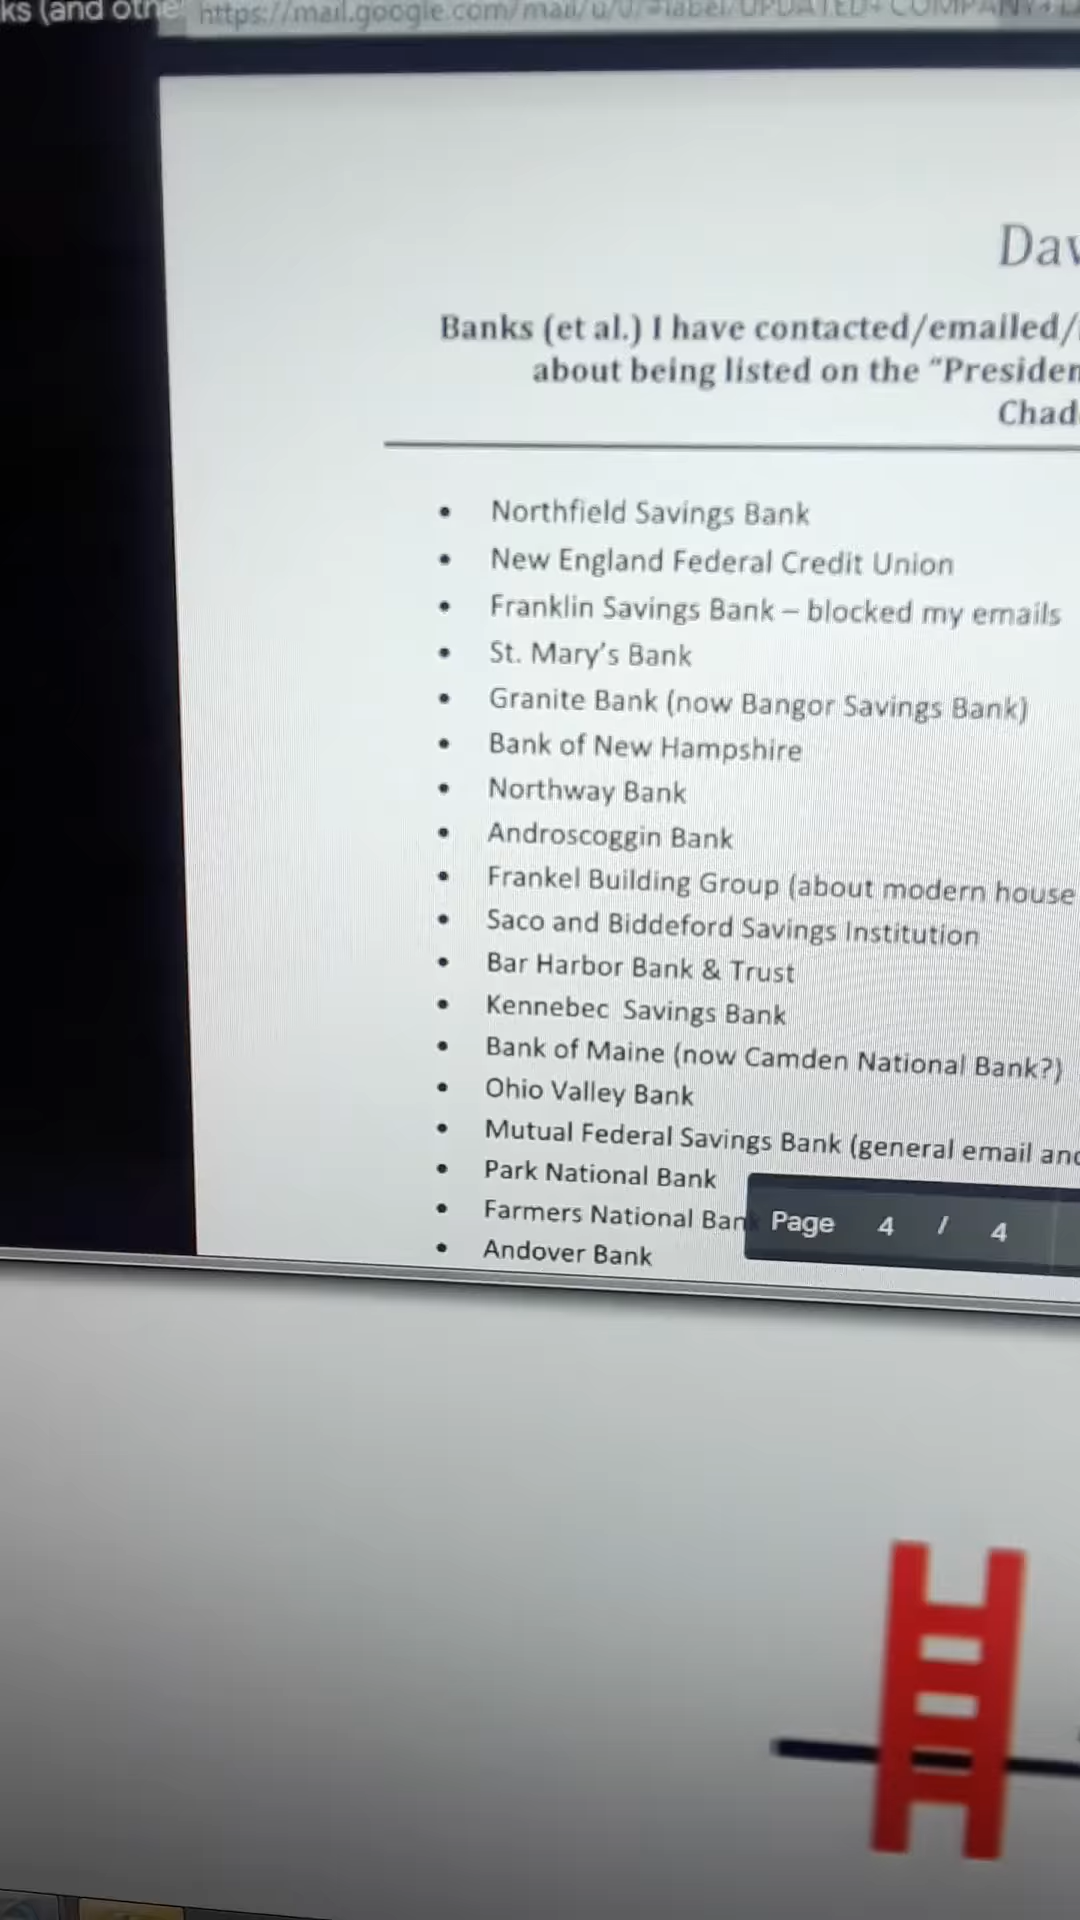 ks (and othe https://mail.google.com/mail/u/0/#label/UPDATED+COMPANY+
Dav
Banks (et al.) I have contacted/emailed/
about being listed on the "Presiden
Chad
• Northfield Savings Bank
• New England Federal Credit Union
• Franklin Savings Bank – blocked my emails
• St. Mary's Bank
• Granite Bank (now Bangor Savings Bank)
• Bank of New Hampshire
• Northway Bank
• Androscoggin Bank
• Frankel Building Group (about modern house
• Saco and Biddeford Savings Institution
• Bar Harbor Bank & Trust
• Kennebec Savings Bank
• Bank of Maine (now Camden National Bank?)
• Ohio Valley Bank
• Mutual Federal Savings Bank (general email and
• Park National Bank
• Farmers National Ban
Page 4 / 4
• Andover Bank